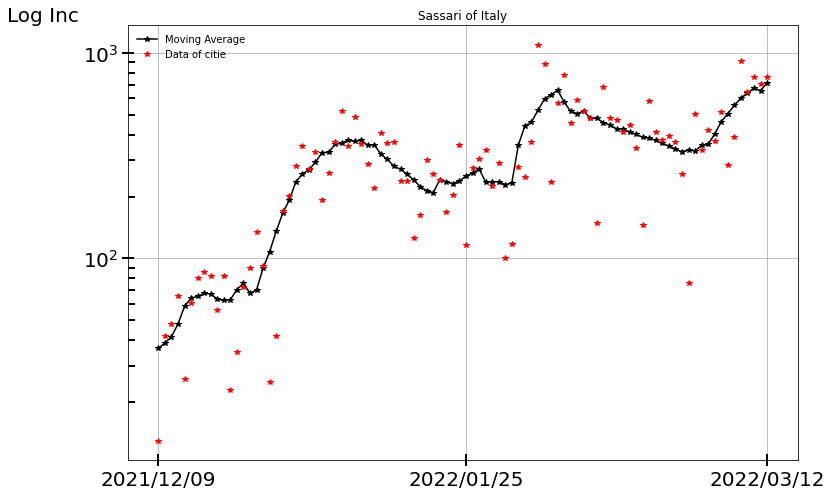 Log Inc
Sassari of Italy
Moving Average
Data of citie
10³
10²
2021/12/09 2022/01/25 2022/03/12